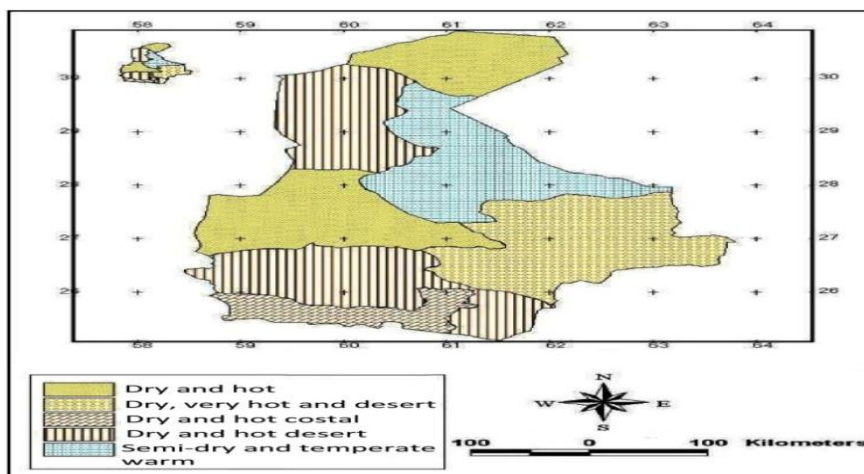 58 59 60 61 62 63 64
30 30
29 29
28 28
27 27
26 26
58 59 60 61 62 63 64
Dry and hot
Dry, very hot and desert
Dry and hot costal
Dry and hot desert
Semi-dry and temperate
warm
N
W E
S
100 0 100 Kilometers